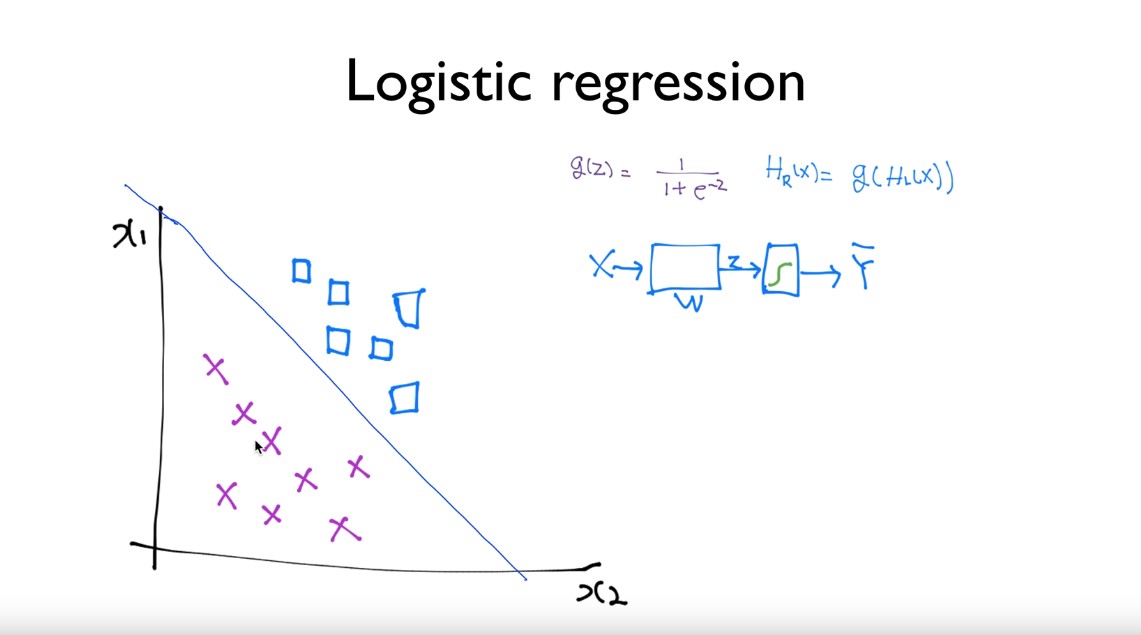 Logistic regression
g(z) = 1 / 1 + e^-z   H_R(x) = g(H_L(x))
x1
X → z → Ȳ
W
x2